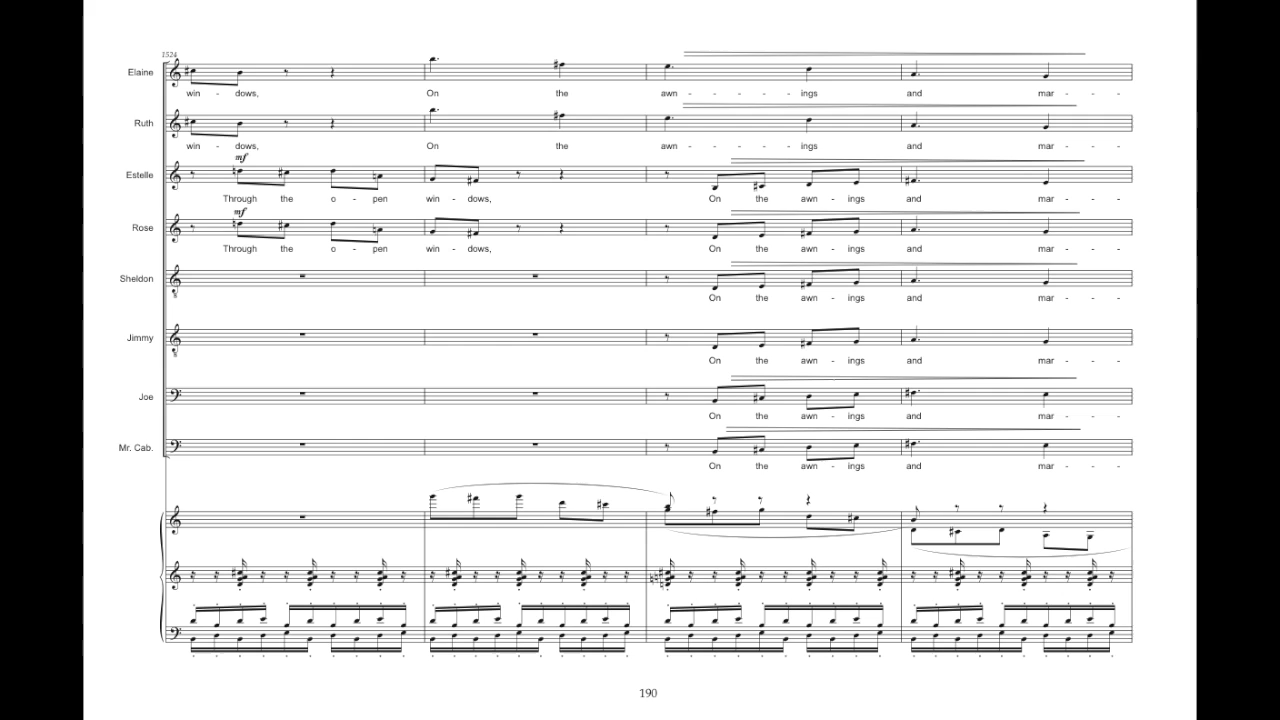 1524
Elaine
win - dows, On the awn - - - - ings and mar - - -
Ruth
win - dows, On the awn - - - - ings and mar - - -
mf
Estelle
Through the o - pen win - dows, On the awn - ings and mar - - -
mf
Rose
Through the o - pen win - dows, On the awn - ings and mar - - -
Sheldon
On the awn - ings and mar - - -
Jimmy
On the awn - ings and mar - - -
Joe
On the awn - ings and mar - - -
Mr. Cab.
On the awn - ings and mar - - -
190